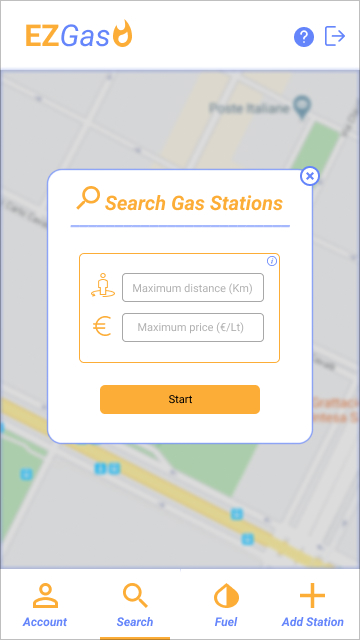 EZGas
?
Poste Italiane
Search Gas Stations
i
Maximum distance (Km)
€
Maximum price (€/Lt)
Start
Account
Search
Fuel
Add Station